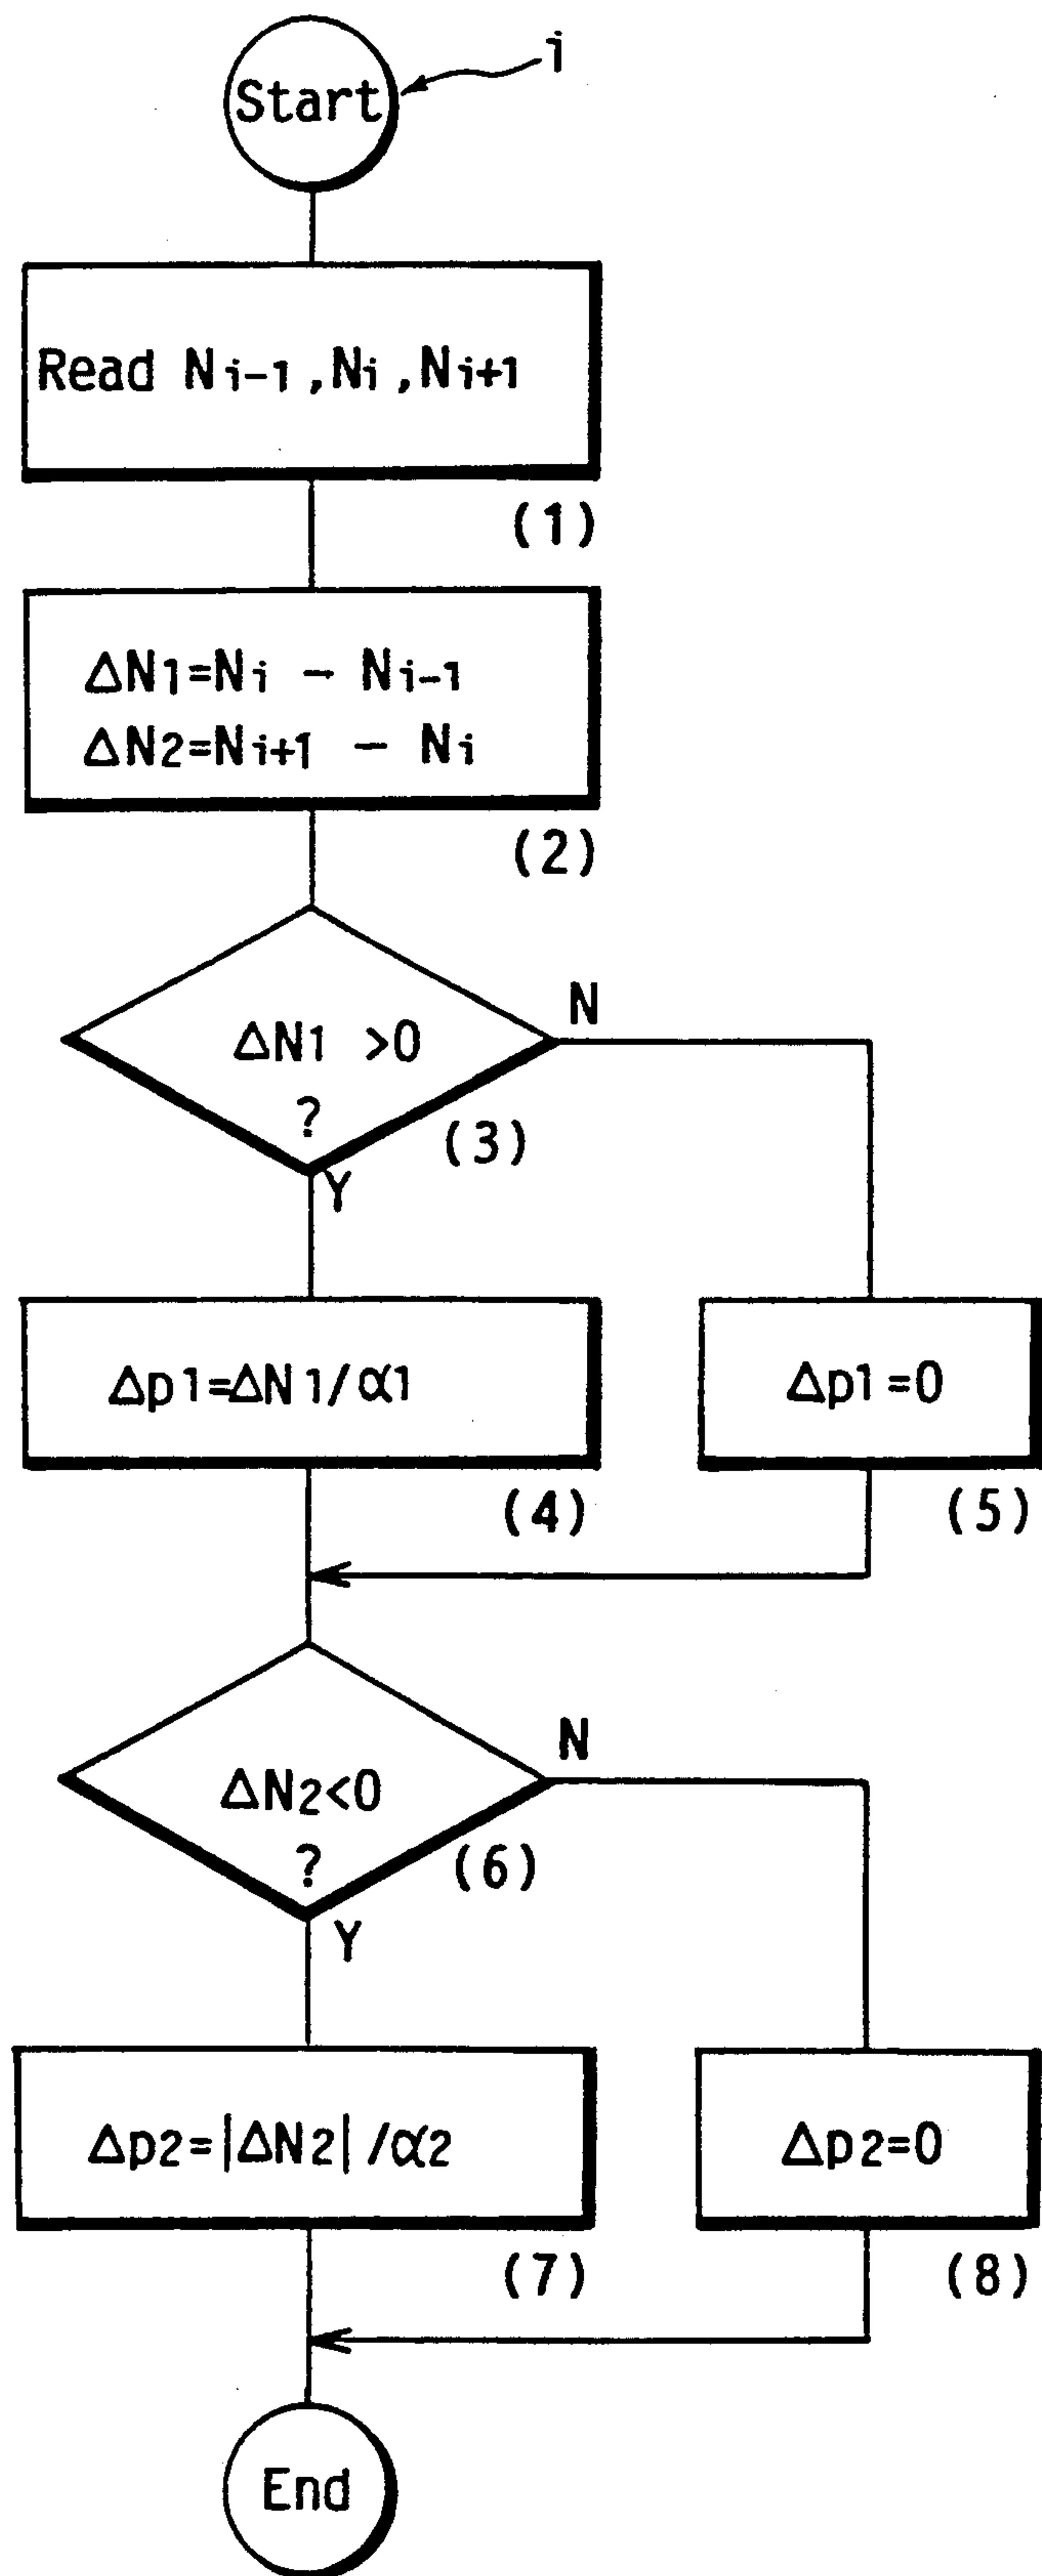 Start
i
Read Ni-1 ,Ni ,Ni+1
(1)
ΔN1=Ni − Ni-1
ΔN2=Ni+1 − Ni
(2)
ΔN1 >0
?
N
(3)
Y
Δp1=ΔN1/α1
Δp1=0
(4)
(5)
ΔN2<0
?
N
(6)
Y
Δp2=|ΔN2|/α2
Δp2=0
(7)
(8)
End